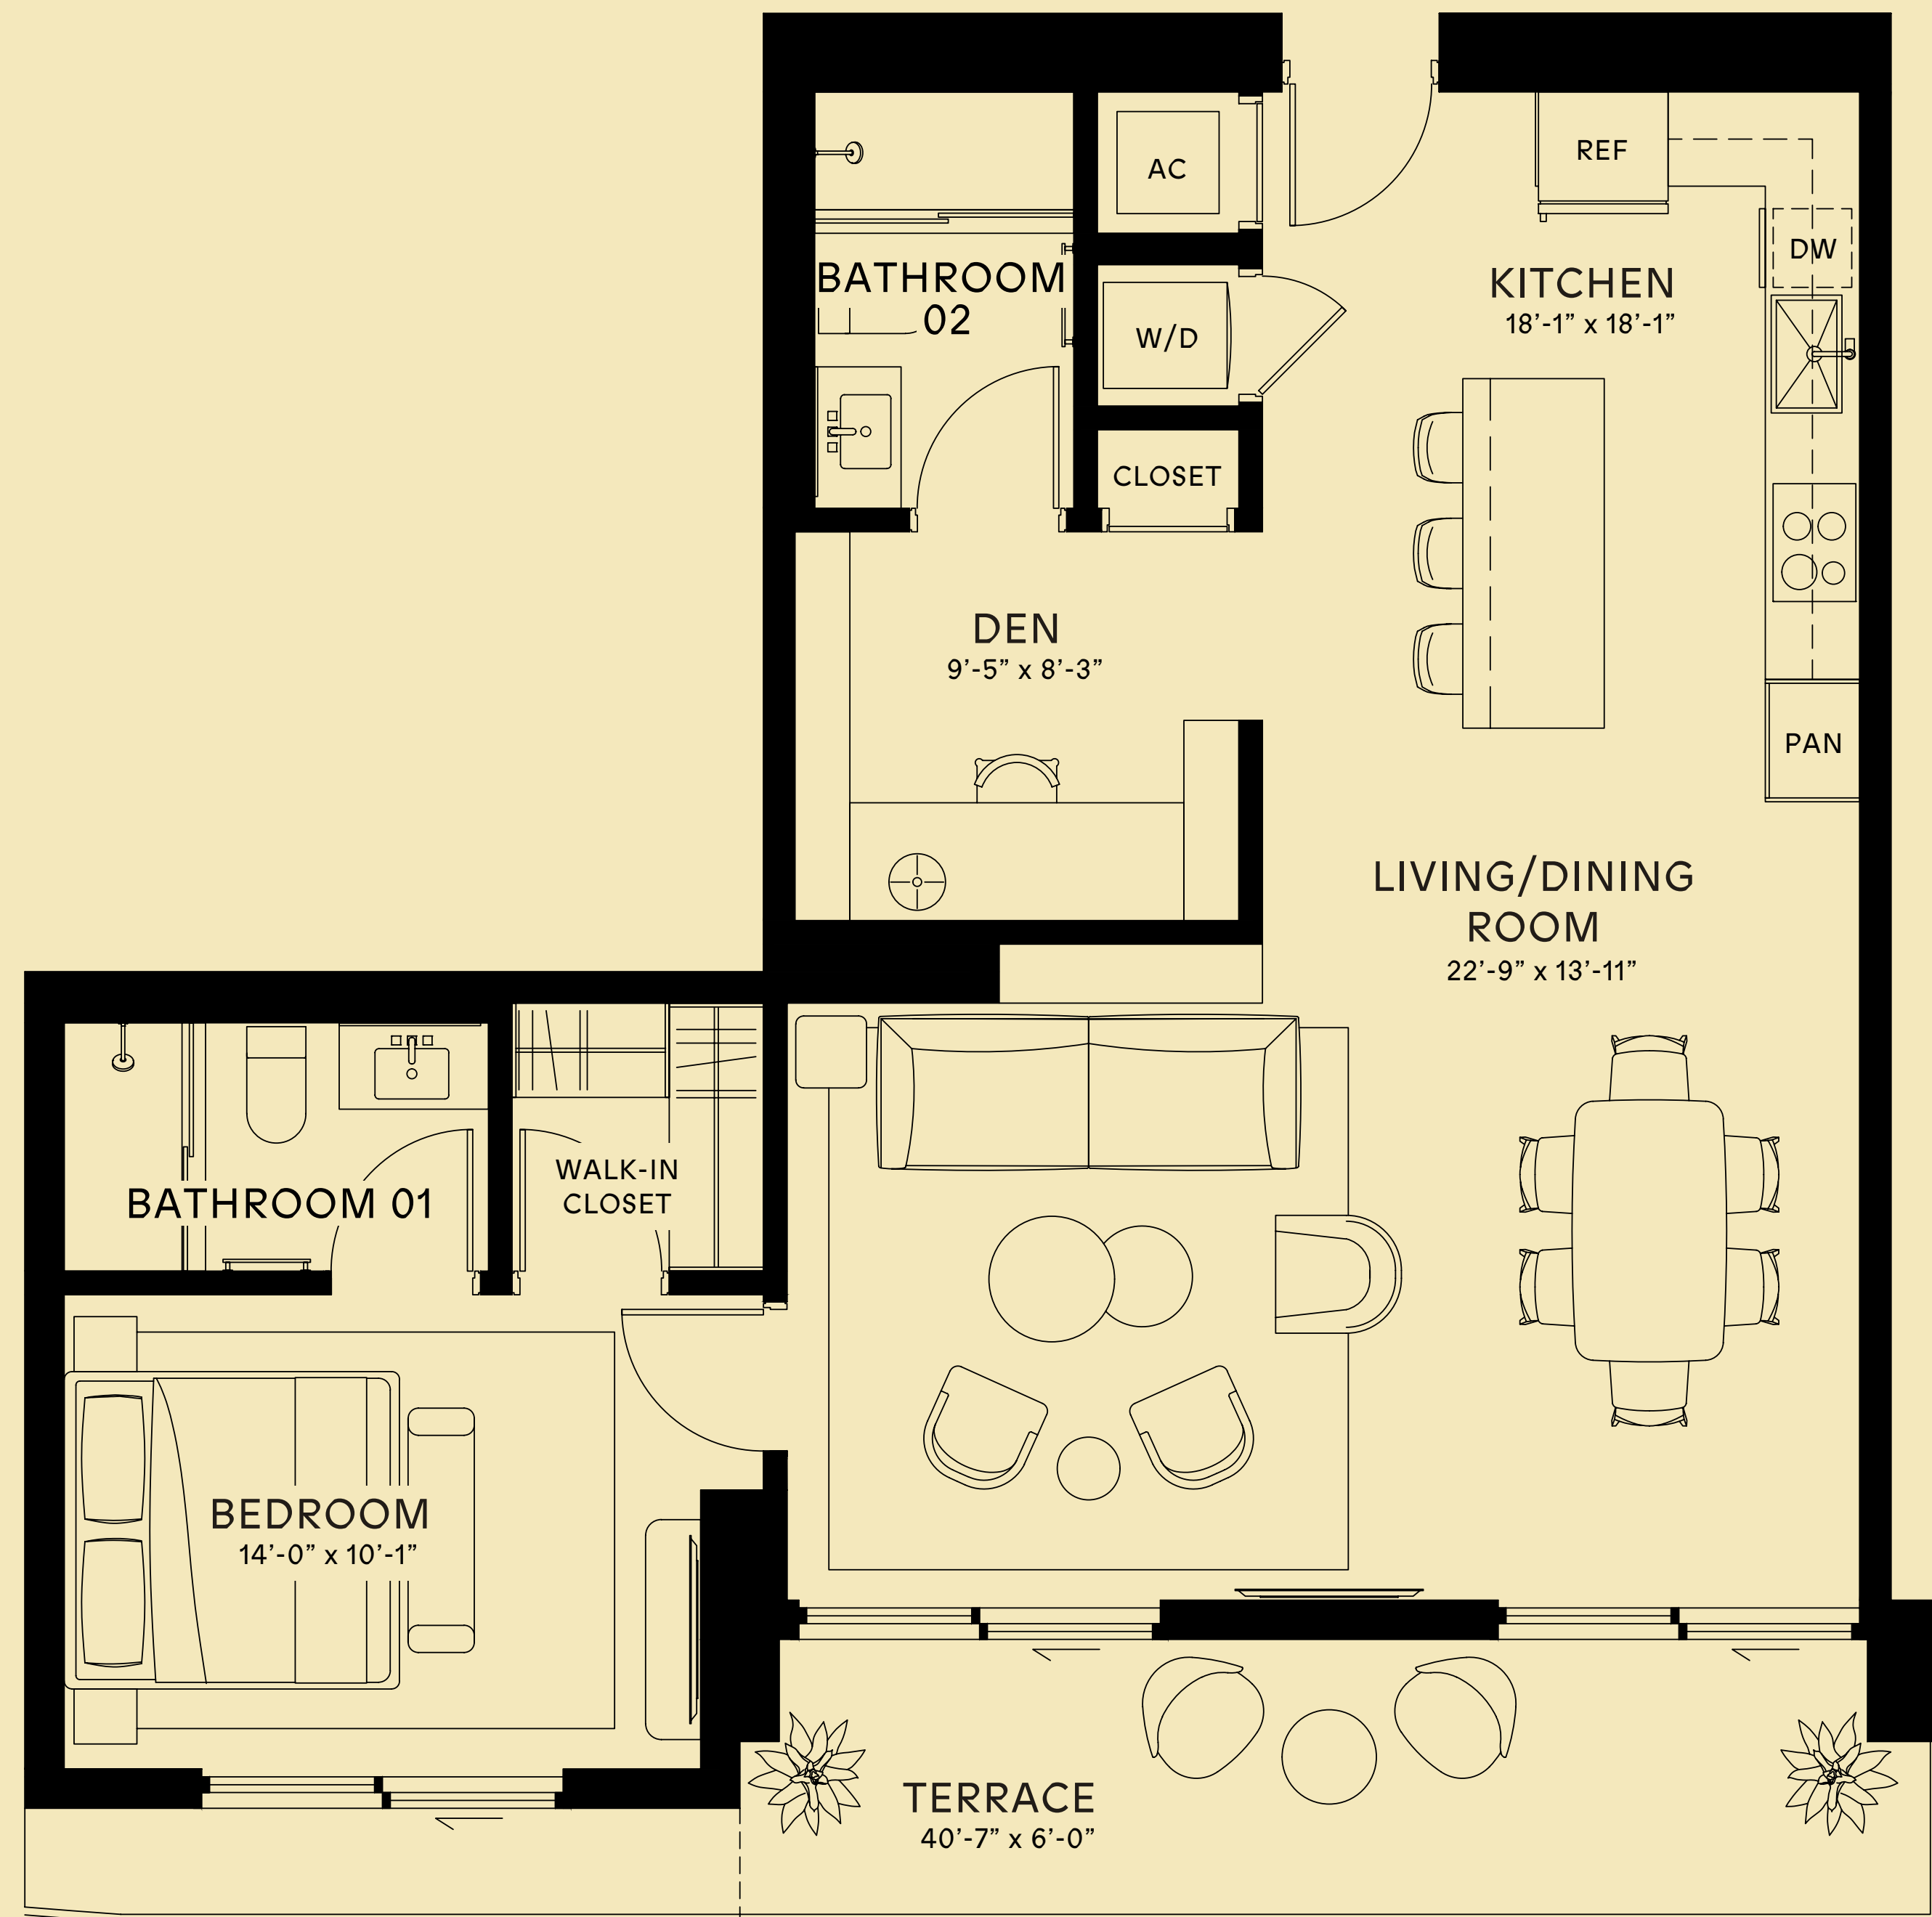 AC
REF
DW
BATHROOM
02
KITCHEN
18’-1” x 18’-1”
W/D
CLOSET
DEN
9’-5” x 8’-3”
PAN
LIVING/DINING
ROOM
22’-9” x 13’-11”
WALK-IN
CLOSET
BATHROOM 01
BEDROOM
14’-0” x 10’-1”
TERRACE
40’-7” x 6’-0”